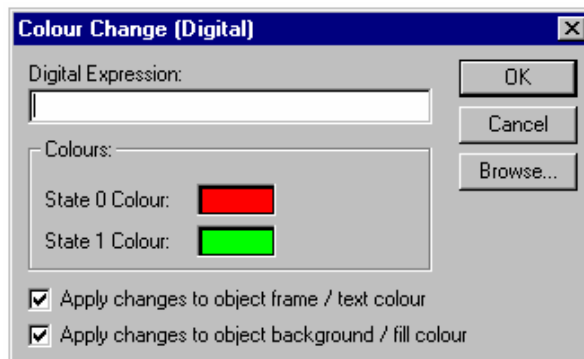 Colour Change (Digital)
Digital Expression:
OK
Cancel
Browse...
Colours:
State 0 Colour:
State 1 Colour:
Apply changes to object frame / text colour
Apply changes to object background / fill colour